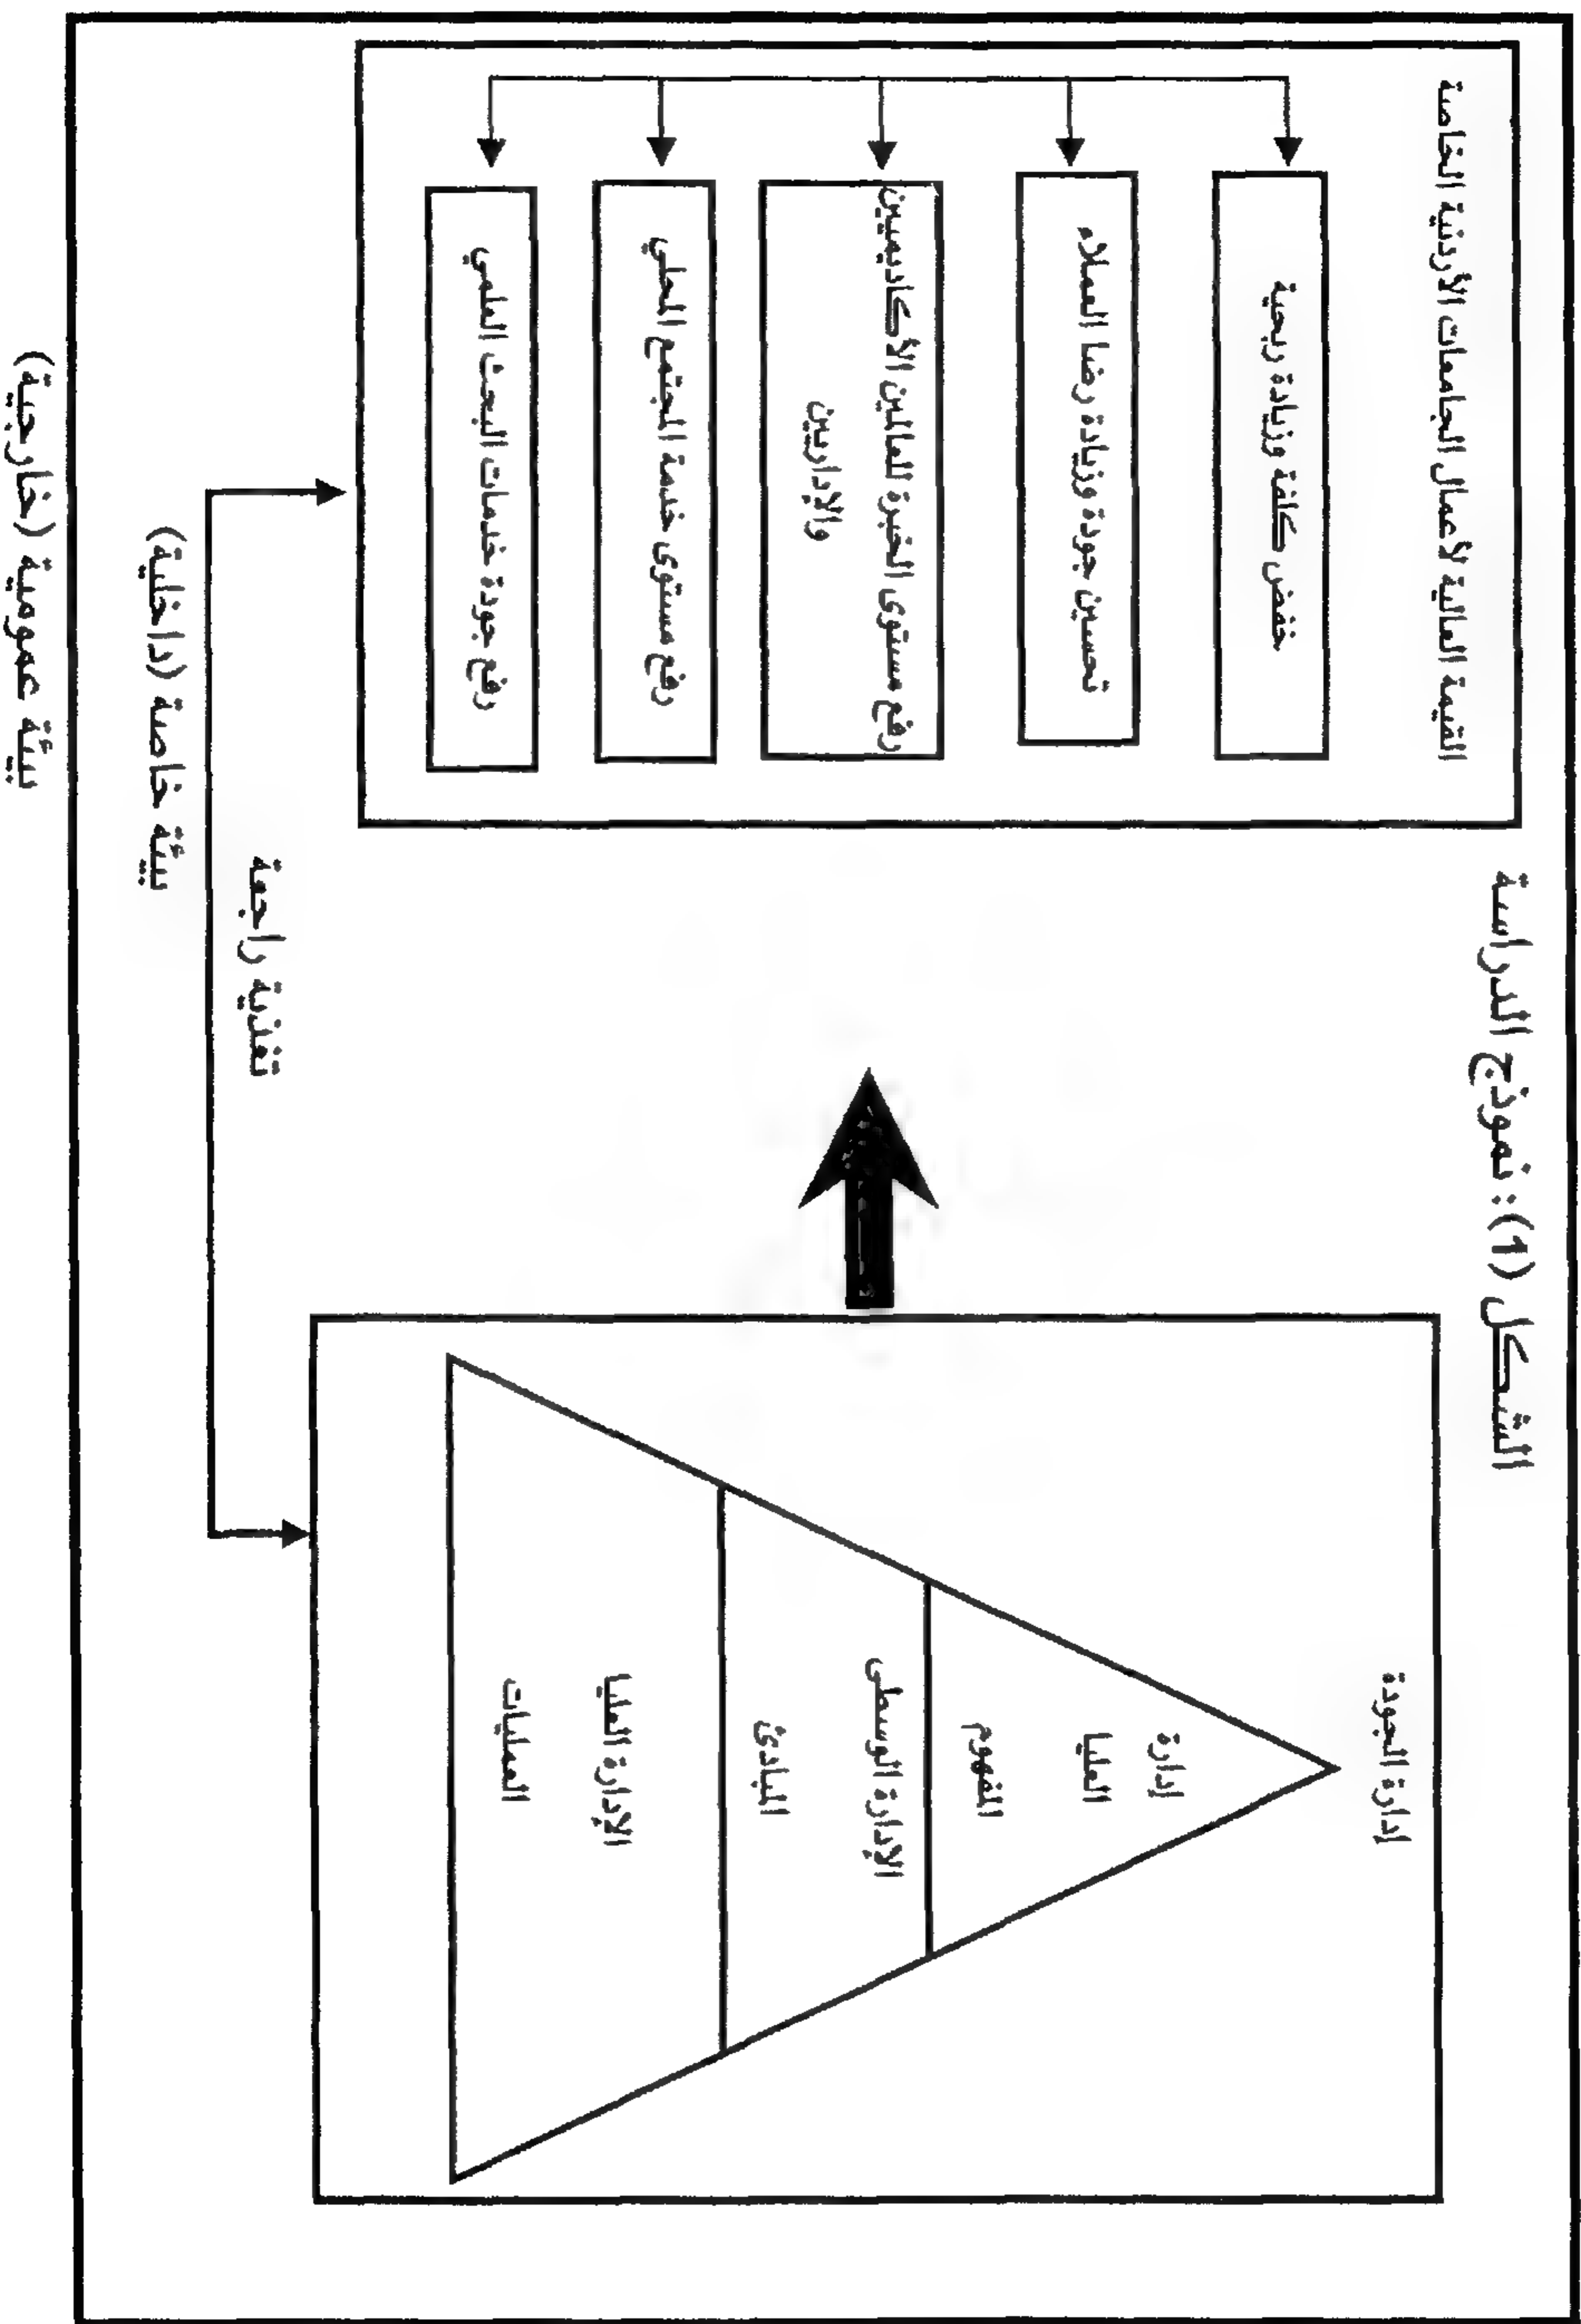 الشكل (1): نموذج الدراسة
إدارة الجودة
إدارة
العليا
المفهوم
الإدارة الوسطى
المبادئ
الإدارة العليا
العمليات
القيمة العالية لأعمال الجامعات الأردنية الخاصة
خفض كلفة وزيادة ربحية
تحسين جودة وزيادة رضا العملاء
رفع مستوى الخبرة للعاملين الأكاديميين
والإداريين
رفع مستوى خدمة المجتمع المحلي
رفع جودة خدمات البحث العلمي
تغذية راجعة
بيئة خاصة (داخلية)
بيئة عمومية (خارجية)